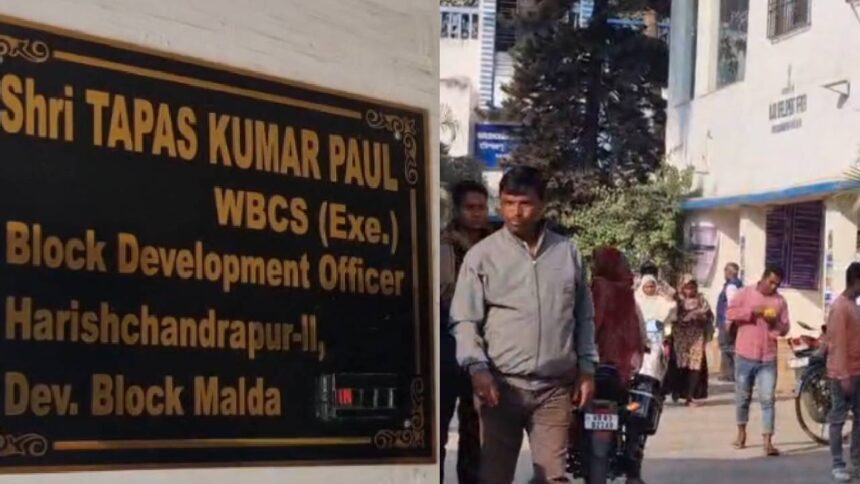 Shri TAPAS KUMAR PAUL
WBCS (Exe.)
Block Development Officer
Harishchandrapur-II,
Dev. Block Malda
IN